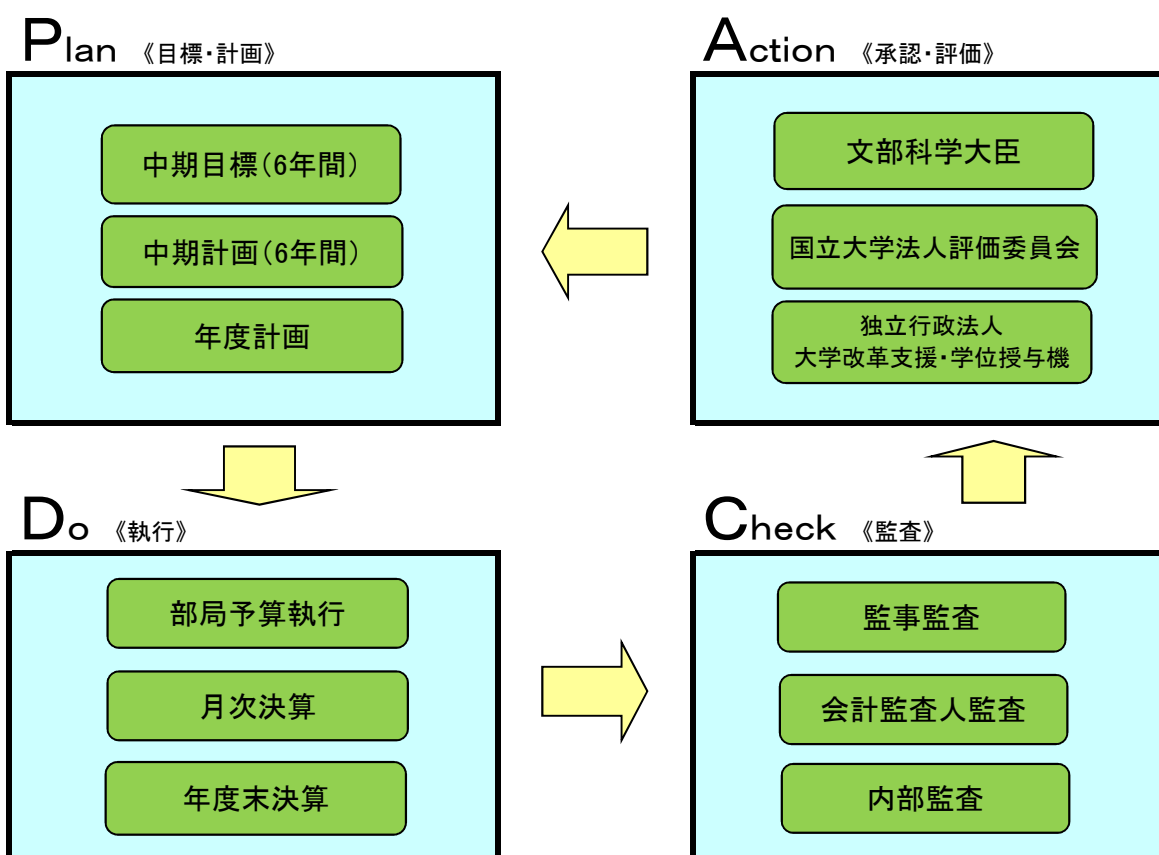 Plan 《目標・計画》
中期目標(6年間)
中期計画(6年間)
年度計画
Action 《承認・評価》
文部科学大臣
国立大学法人評価委員会
独立行政法人
大学改革支援・学位授与機
Do 《執行》
部局予算執行
月次決算
年度末決算
Check 《監査》
監事監査
会計監査人監査
内部監査